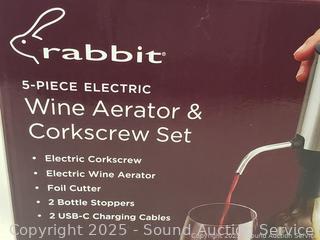 rabbit®
5-PIECE ELECTRIC
Wine Aerator &
Corkscrew Set
• Electric Corkscrew
• Electric Wine Aerator
• Foil Cutter
• 2 Bottle Stoppers
• 2 USB-C Charging Cables
Copyright 2025 - Sound Auction Service